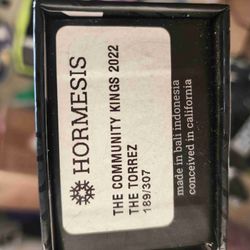 HORMESIS
THE COMMUNITY KINGS 2022
THE TORREZ
189/307
made in bali indonesia
conceived in california